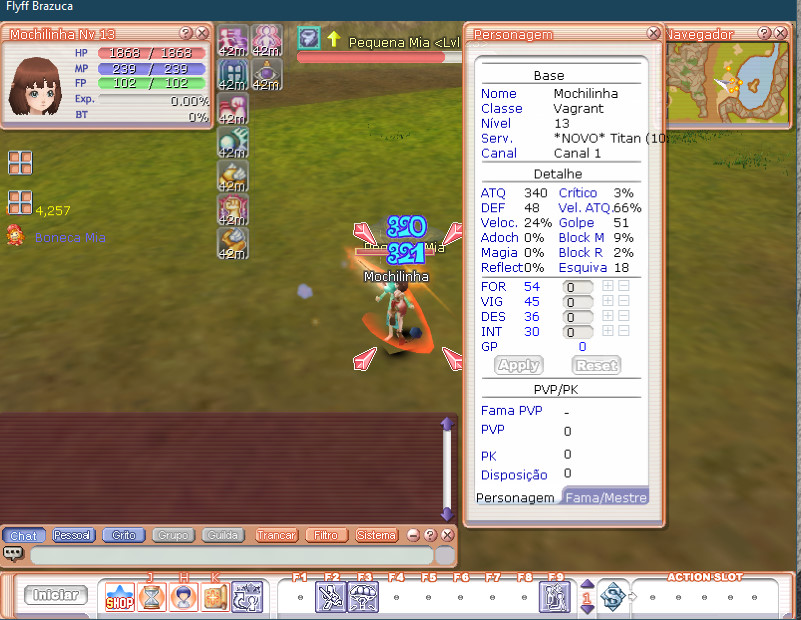 Flyff Brazuca
Mochilinha Nv 13
HP 1868 / 1868
MP 239 / 239
FP 102 / 102
Exp. 0.00%
BT 0%
42m 42m
42m 42m
42m
42m
42m
42m
42m
Pequena Mia <Lvl
4,257
Boneca Mia
320
321
Mochilinha
Personagem
Base
Nome Mochilinha
Classe Vagrant
Nível 13
Serv. *NOVO* Titan (10
Canal Canal 1
Detalhe
ATQ 340 Crítico 3%
DEF 48 Vel. ATQ. 66%
Veloc. 24% Golpe 51
Adoch 0% Block M 9%
Magia 0% Block R 2%
Reflect 0% Esquiva 18
FOR 54 0
VIG 45 0
DES 36 0
INT 30 0
GP 0
Apply Reset
PVP/PK
Fama PVP -
PVP 0
PK 0
Disposição 0
Personagem Fama/Mestre
Navegador
Chat Pessoal Grito Grupo Guilda Trancar Filtro Sistema
Iniciar
SHOP
J H K
F1 F2 F3 F4 F5 F6 F7 F8 F9
1
S
ACTION-SLOT